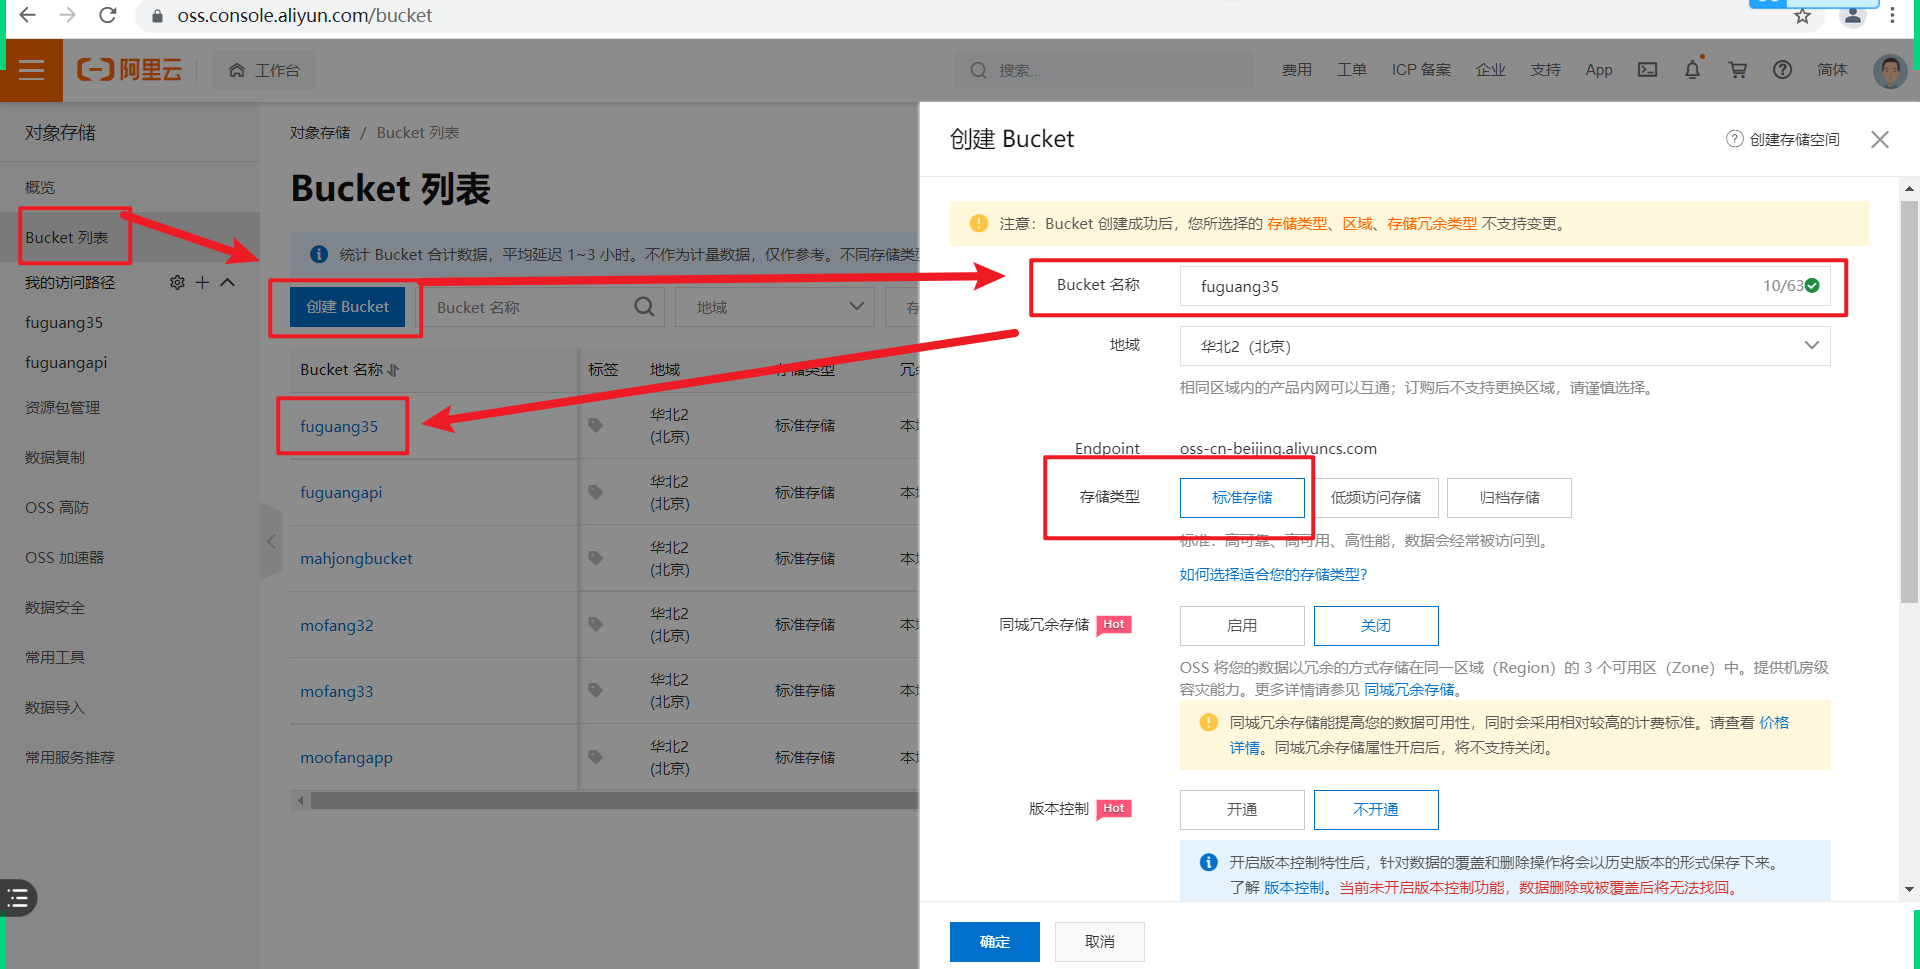 oss.console.aliyun.com/bucket
阿里云
工作台
搜索...
费用
工单
ICP 备案
企业
支持
App
简体
对象存储
概览
Bucket 列表
我的访问路径
fuguang35
fuguangapi
资源包管理
数据复制
OSS 高防
OSS 加速器
数据安全
常用工具
数据导入
常用服务推荐
对象存储 / Bucket 列表
Bucket 列表
统计 Bucket 合计数据，平均延迟 1~3 小时。不作为计量数据，仅作参考。不同存储类
创建 Bucket
Bucket 名称
地域
存
Bucket 名称 标签 地域 存储类型 冗
fuguang35 华北2 (北京) 标准存储 本
fuguangapi 华北2 (北京) 标准存储 本
mahjongbucket 华北2 (北京) 标准存储 本
mofang32 华北2 (北京) 标准存储 本
mofang33 华北2 (北京) 标准存储 本
moofangapp 华北2 (北京) 标准存储 本
创建 Bucket
创建存储空间
注意：Bucket 创建成功后，您所选择的 存储类型、区域、存储冗余类型 不支持变更。
Bucket 名称 fuguang35 10/63
地域 华北2（北京）
相同区域内的产品内网可以互通；订购后不支持更换区域，请谨慎选择。
Endpoint oss-cn-beijing.aliyuncs.com
存储类型 标准存储 低频访问存储 归档存储
标准：高可靠、高可用、高性能，数据会经常被访问到。
如何选择适合您的存储类型？
同城冗余存储 Hot 启用 关闭
OSS 将您的数据以冗余的方式存储在同一区域（Region）的 3 个可用区（Zone）中。提供机房级
容灾能力。更多详情请参见 同城冗余存储。
同城冗余存储能提高您的数据可用性，同时会采用相对较高的计费标准。请查看 价格
详情。同城冗余存储属性开启后，将不支持关闭。
版本控制 Hot 开通 不开通
开启版本控制特性后，针对数据的覆盖和删除操作将会以历史版本的形式保存下来。
了解 版本控制。当前未开启版本控制功能，数据删除或被覆盖后将无法找回。
确定 取消